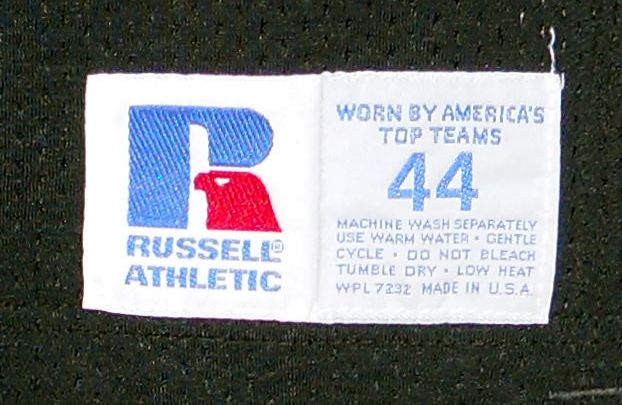 RUSSELL®
ATHLETIC
WORN BY AMERICA'S
TOP TEAMS
44
MACHINE WASH SEPARATELY
USE WARM WATER • GENTLE
CYCLE • DO NOT BLEACH
TUMBLE DRY • LOW HEAT
WPL 7232 MADE IN U.S.A.